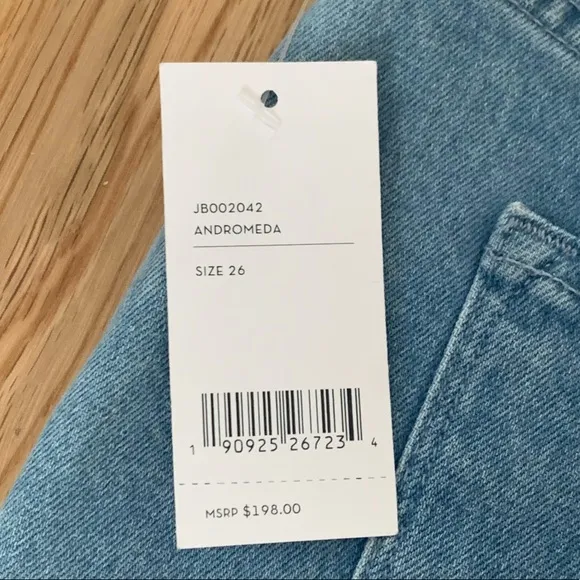 JB002042
ANDROMEDA
SIZE 26
1 90925 26723 4
MSRP $198.00